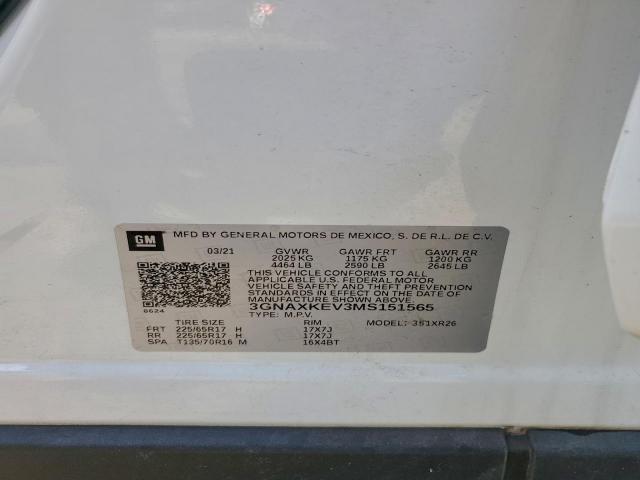 GM MFD BY GENERAL MOTORS DE MEXICO, S. DE R.L. DE C.V.
03/21 GVWR GAWR FRT GAWR RR
2025 KG 1175 KG 1200 KG
4464 LB 2590 LB 2645 LB
THIS VEHICLE CONFORMS TO ALL
APPLICABLE U.S. FEDERAL MOTOR
VEHICLE SAFETY AND THEFT PREVENTION
STANDARDS IN EFFECT ON THE DATE OF
MANUFACTURE SHOWN ABOVE.
3GNAXKEV3MS151565
6624 TYPE: M.P.V.
TIRE SIZE RIM MODEL: 3S1XR26
FRT 225/65R17 H 17X7J
RR 225/65R17 H 17X7J
SPA T135/70R16 M 16X4BT